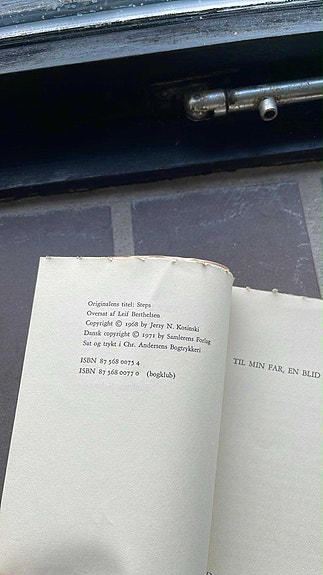 Originalens titel: Steps
Oversat af Leif Berthelsen
Copyright © 1968 by Jerzy N. Kosinski
Dansk copyright © 1971 by Samlerens Forlag
Sat og trykt i Chr. Andersens Bogtrykkeri
ISBN 87 568 0075 4
ISBN 87 568 0077 0 (bogklub)
TIL MIN FAR, EN BLID